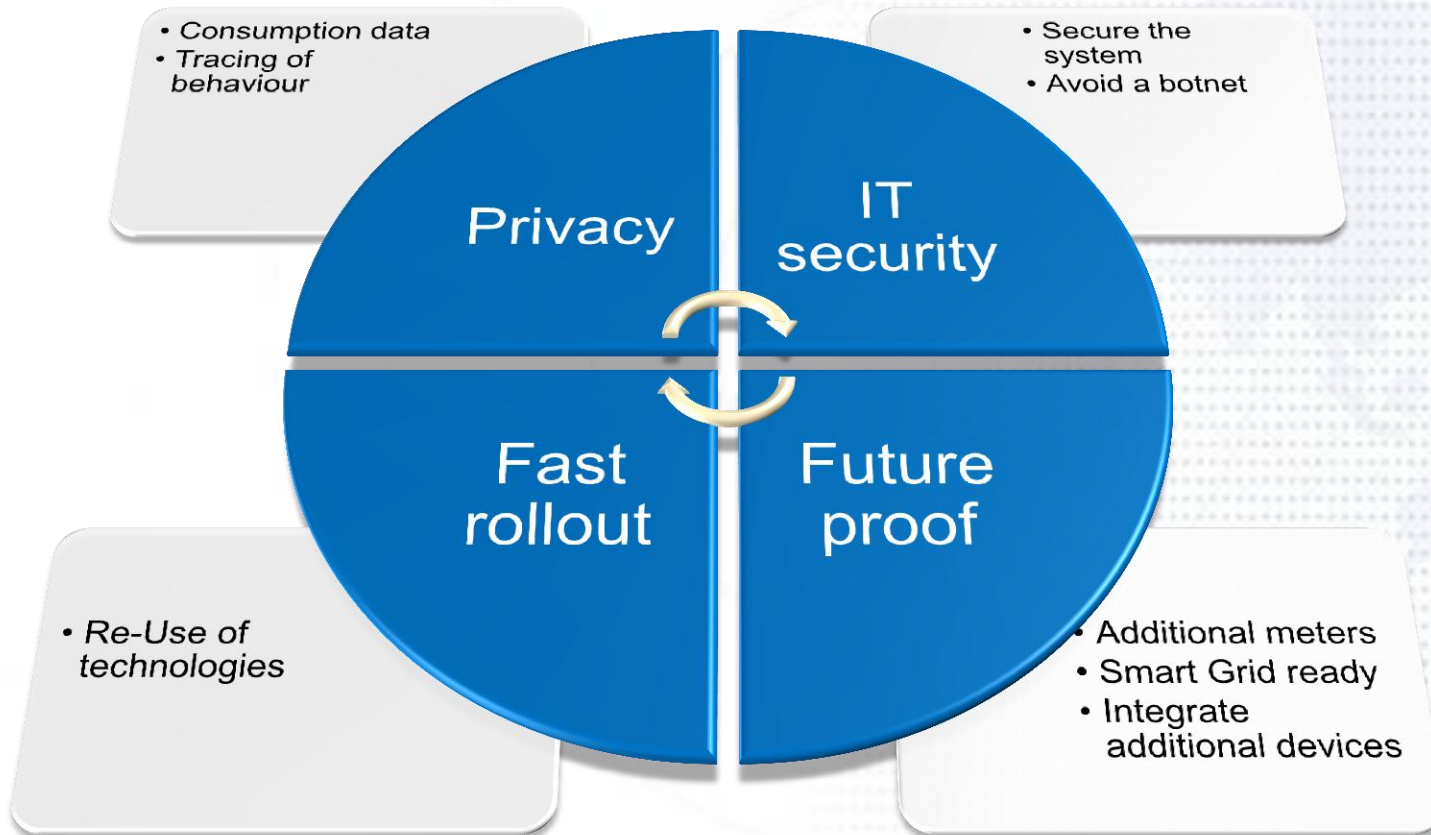 • Consumption data
• Tracing of
behaviour
• Secure the
system
• Avoid a botnet
Privacy
IT
security
Fast
rollout
Future
proof
• Re-Use of
technologies
• Additional meters
• Smart Grid ready
• Integrate
additional devices